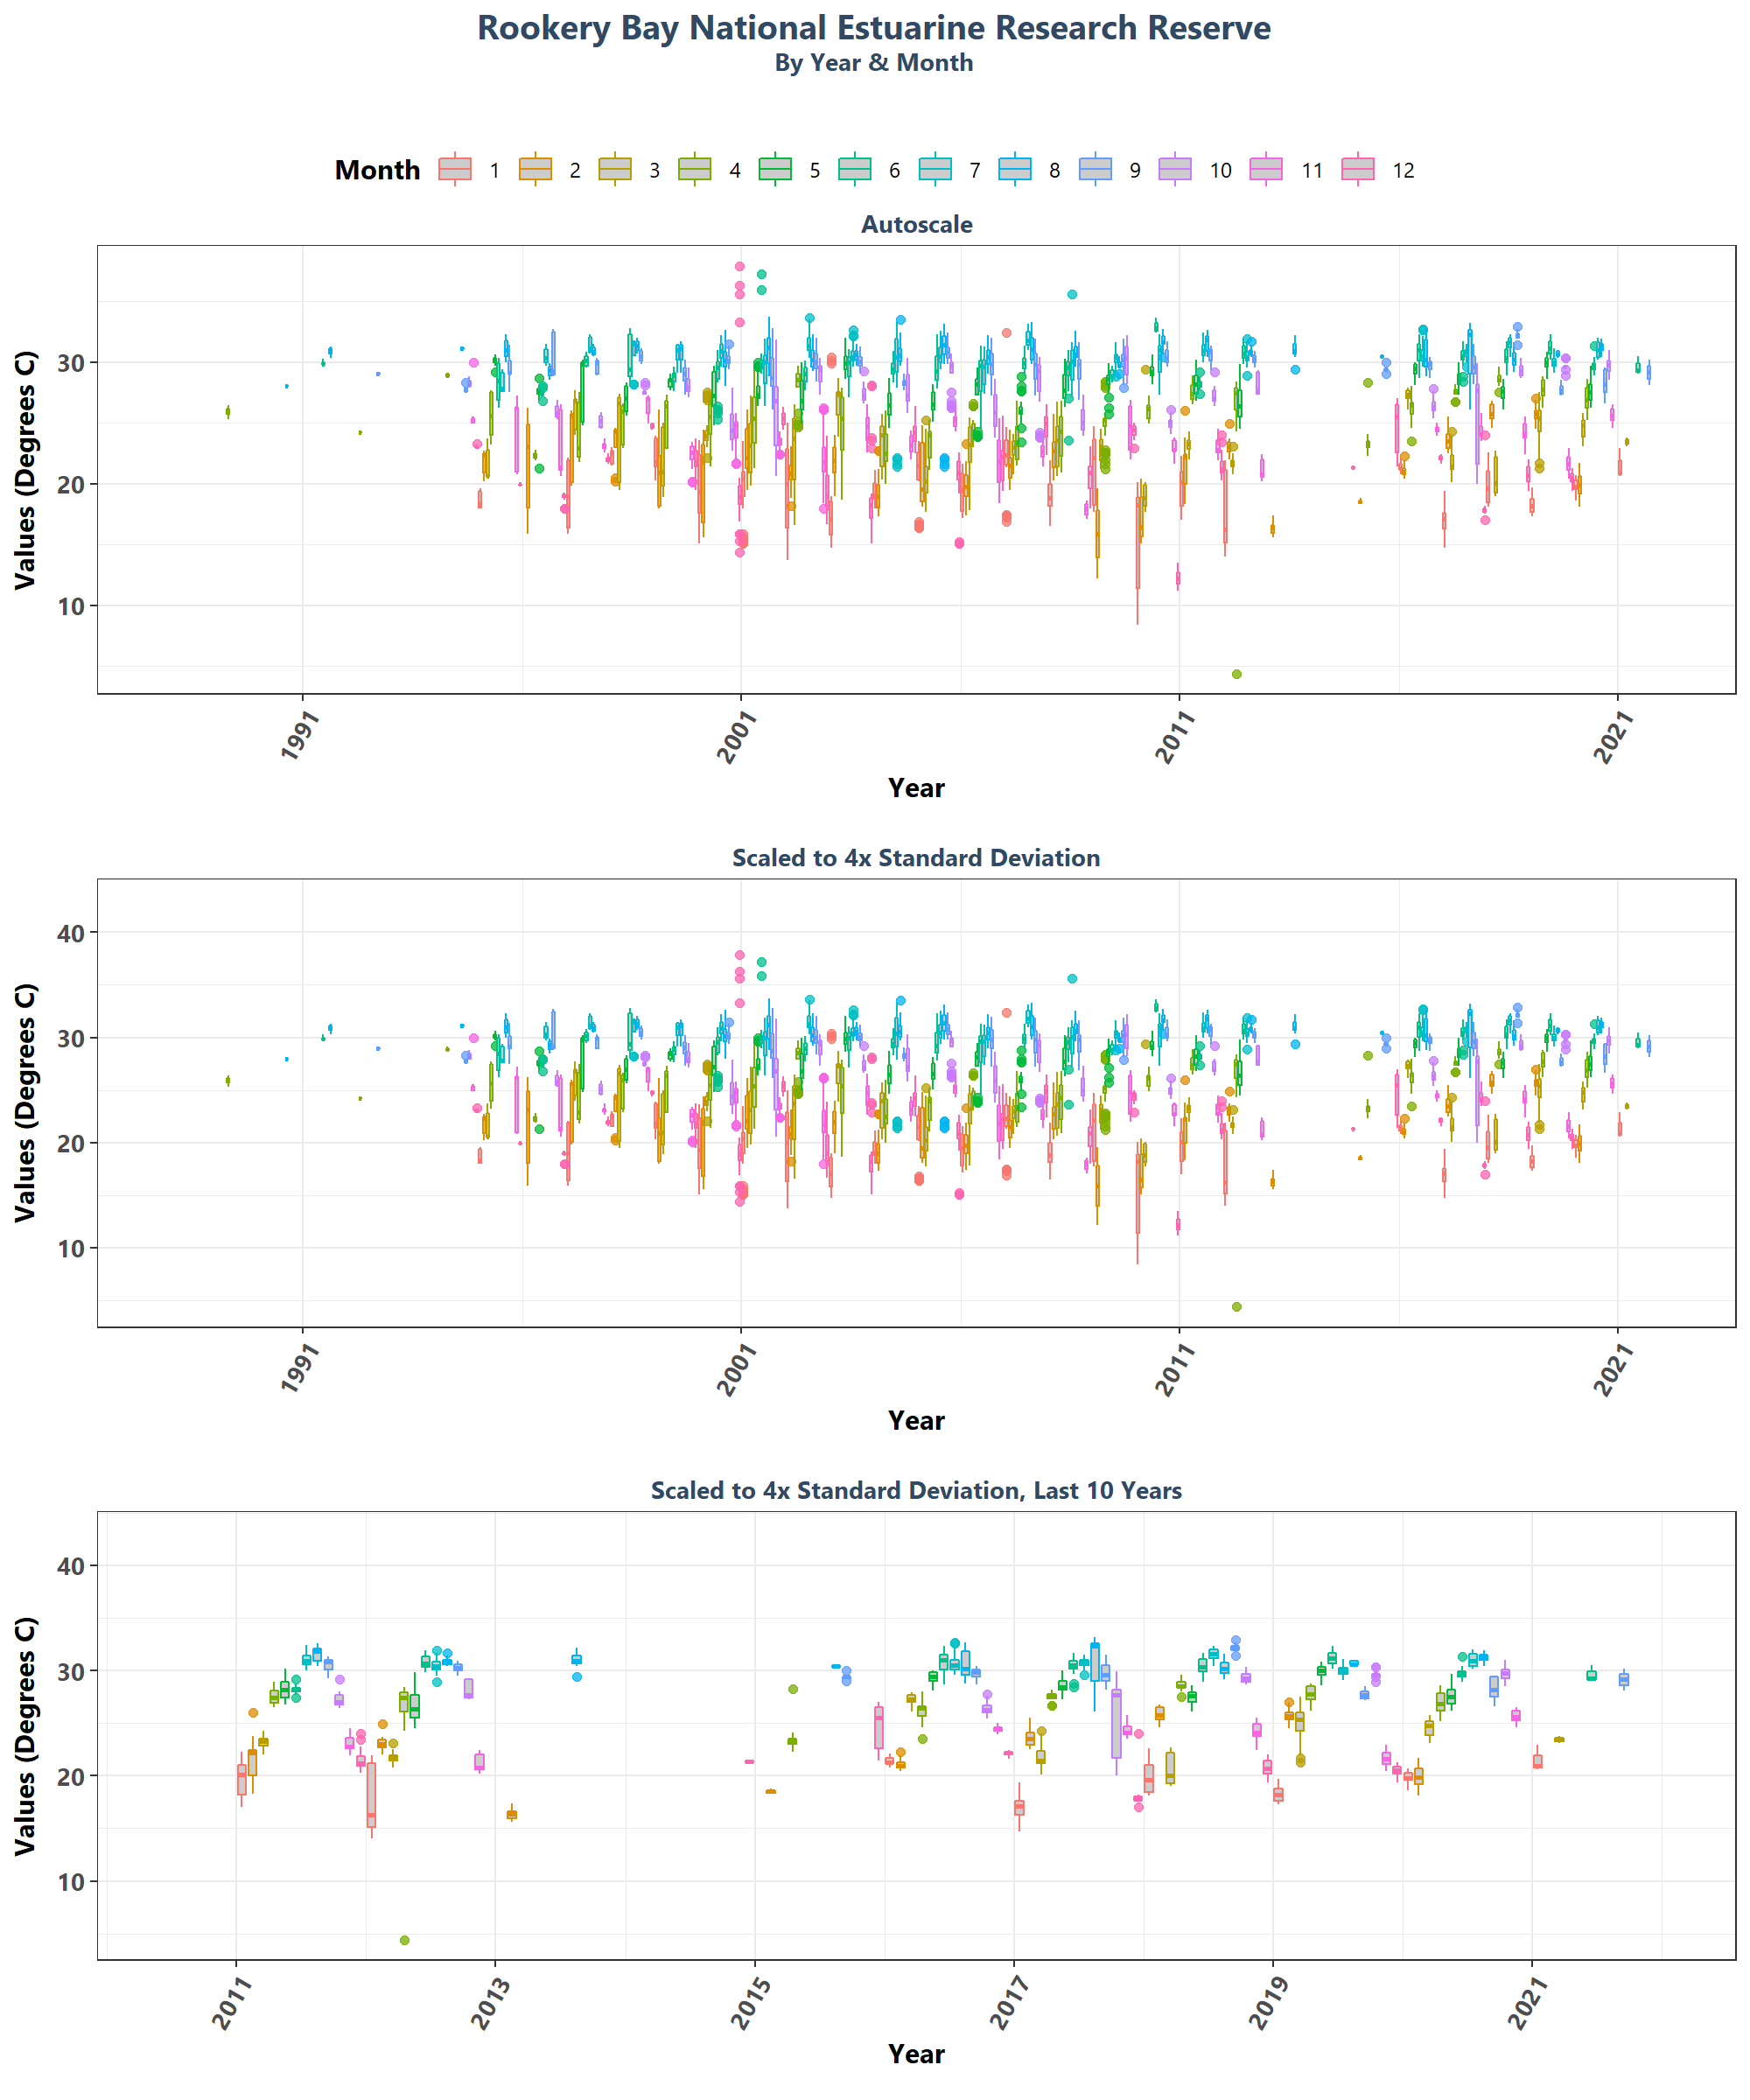 Rookery Bay National Estuarine Research Reserve
By Year & Month
Month 1 2 3 4 5 6 7 8 9 10 11 12
Autoscale
Values (Degrees C)
30
20
10
1991 2001 2011 2021
Year
Scaled to 4x Standard Deviation
Values (Degrees C)
40
30
20
10
1991 2001 2011 2021
Year
Scaled to 4x Standard Deviation, Last 10 Years
Values (Degrees C)
40
30
20
10
2011 2013 2015 2017 2019 2021
Year